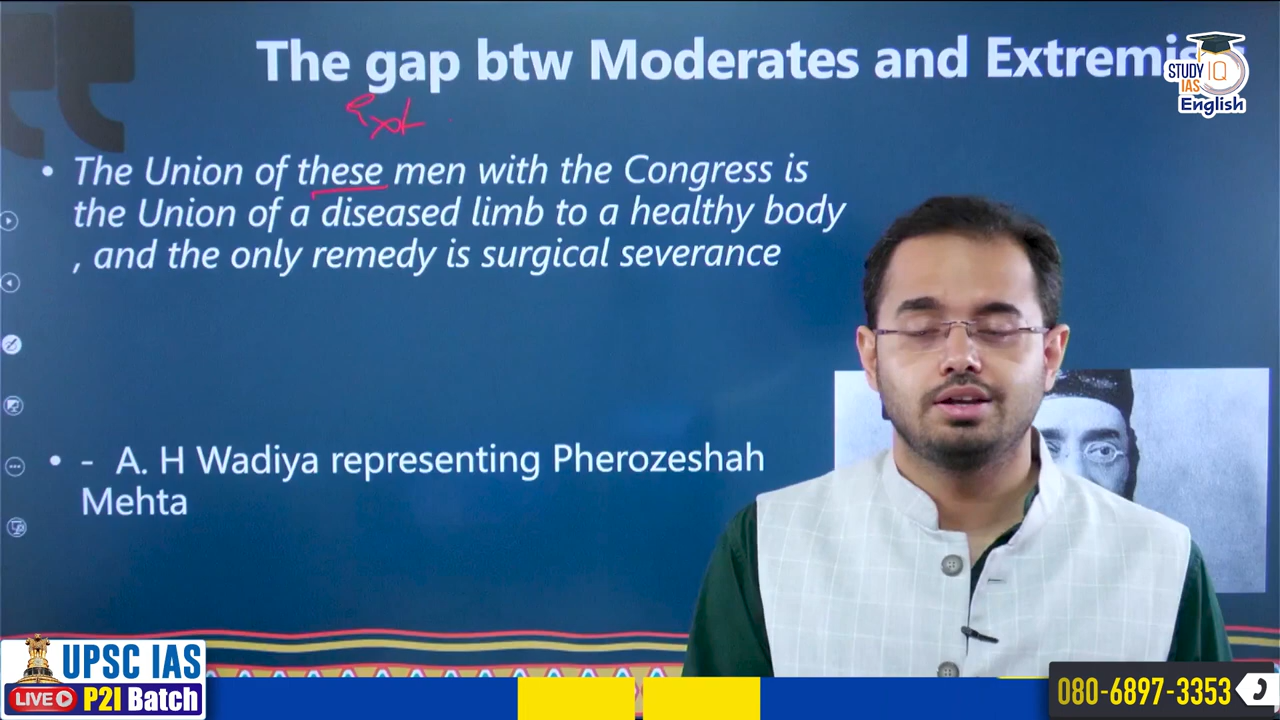 The gap btw Moderates and Extremis
STUDY IQ
IAS
English
Ext
• The Union of these men with the Congress is
the Union of a diseased limb to a healthy body
, and the only remedy is surgical severance
• - A. H Wadiya representing Pherozeshah
Mehta
UPSC IAS
LIVE P2I Batch
080-6897-3353